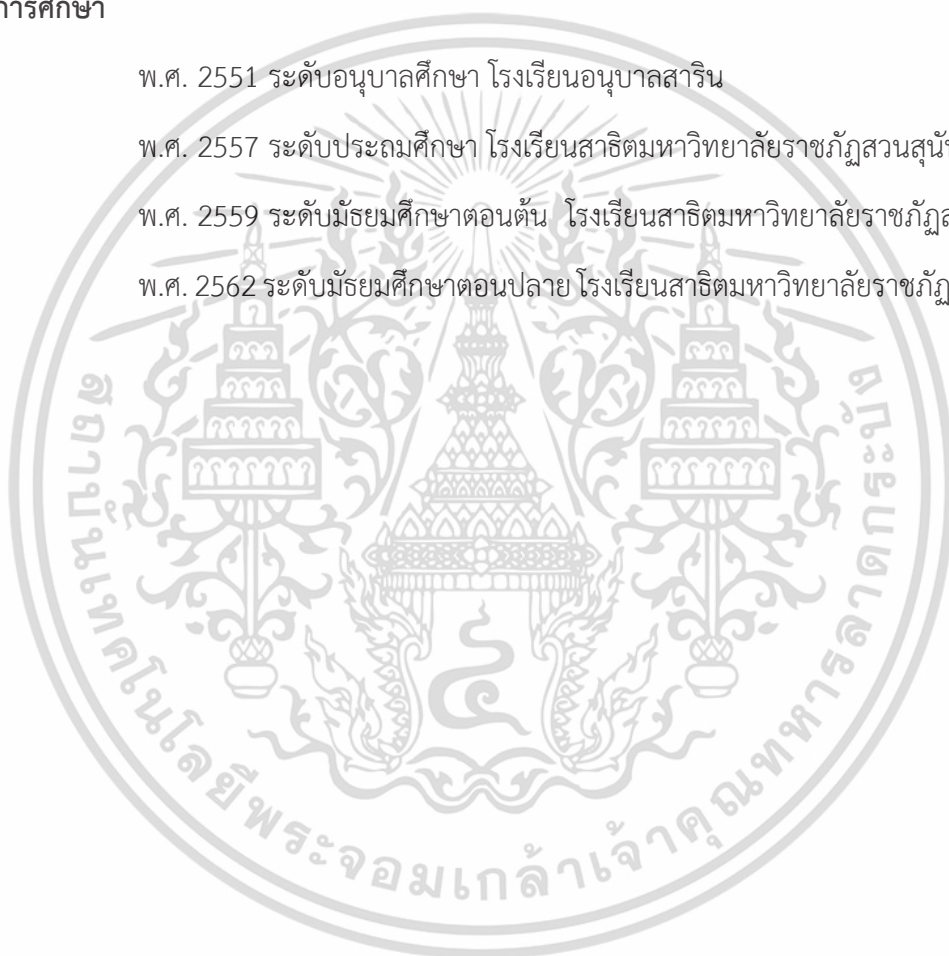 การศึกษา
พ.ศ. 2551 ระดับอนุบาลศึกษา โรงเรียนอนุบาลสาริน
พ.ศ. 2557 ระดับประถมศึกษา โรงเรียนสาธิตมหาวิทยาลัยราชภัฏสวนสุนัน
พ.ศ. 2559 ระดับมัธยมศึกษาตอนต้น โรงเรียนสาธิตมหาวิทยาลัยราชภัฏส
พ.ศ. 2562 ระดับมัธยมศึกษาตอนปลาย โรงเรียนสาธิตมหาวิทยาลัยราชภัฏ
สถาบันเทคโนโลยีพระจอมเกล้าเจ้าคุณทหารลาดกระบัง
๔